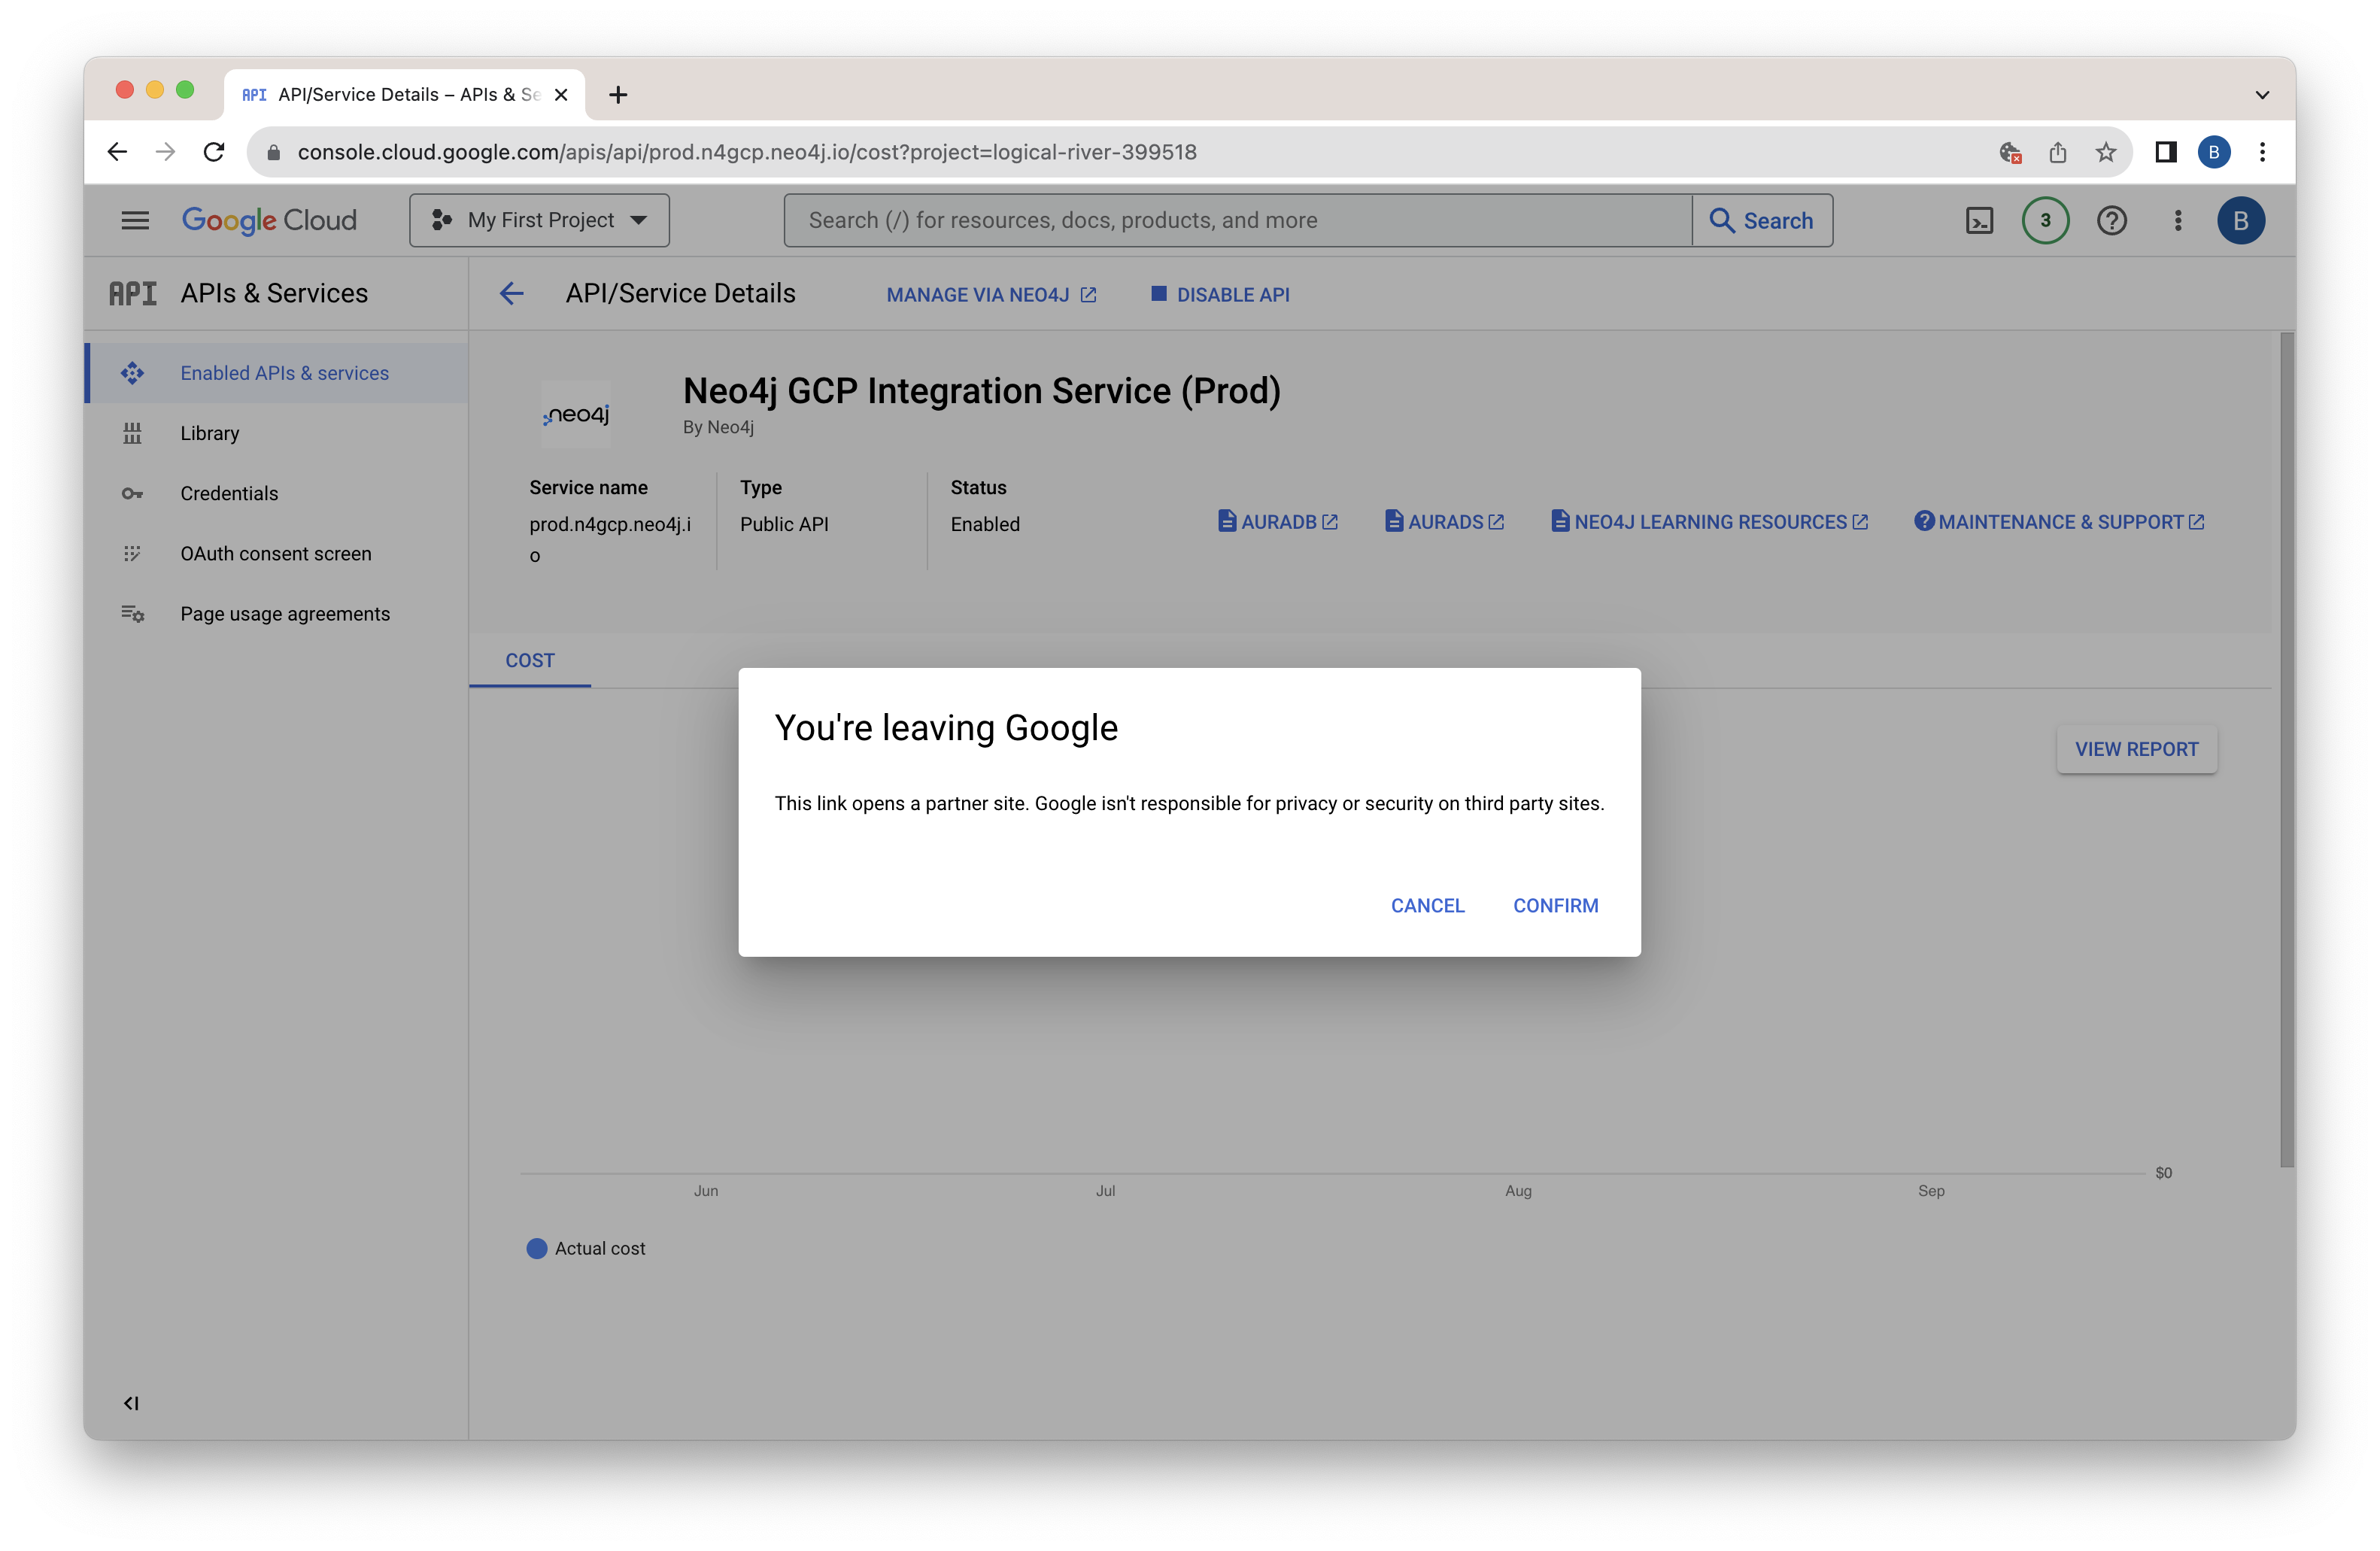 API API/Service Details – APIs & Se
console.cloud.google.com/apis/api/prod.n4gcp.neo4j.io/cost?project=logical-river-399518
B
Google Cloud
My First Project
Search (/) for resources, docs, products, and more
Search
3
B
API APIs & Services
API/Service Details
MANAGE VIA NEO4J
DISABLE API
Enabled APIs & services
Library
Credentials
OAuth consent screen
Page usage agreements
neo4j
Neo4j GCP Integration Service (Prod)
By Neo4j
Service name
prod.n4gcp.neo4j.i
o
Type
Public API
Status
Enabled
AURADB
AURADS
NEO4J LEARNING RESOURCES
MAINTENANCE & SUPPORT
COST
You're leaving Google
This link opens a partner site. Google isn't responsible for privacy or security on third party sites.
CANCEL
CONFIRM
VIEW REPORT
$0
Jun
Jul
Aug
Sep
Actual cost